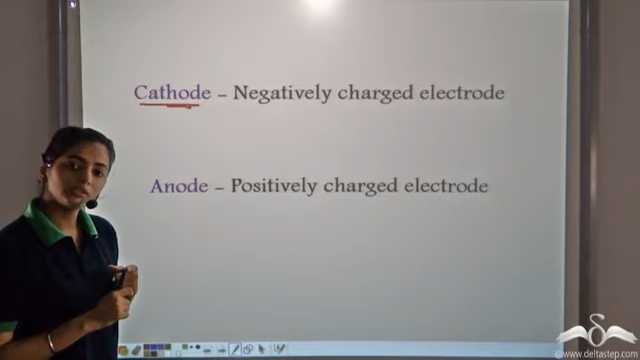 Cathode – Negatively charged electrode
Anode – Positively charged electrode
©www.deltastep.com